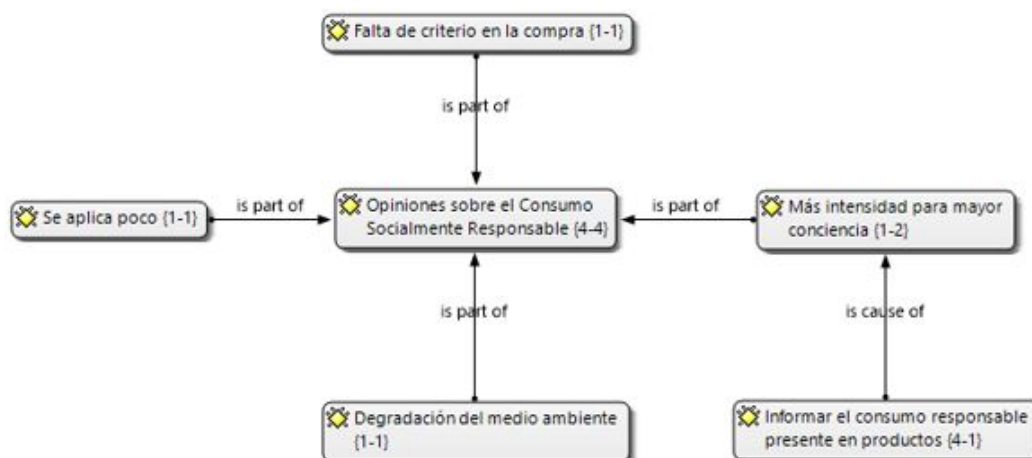 Falta de criterio en la compra {1-1}
is part of
Se aplica poco {1-1}
is part of
Opiniones sobre el Consumo
Socialmente Responsable {4-4}
is part of
Más intensidad para mayor
conciencia {1-2}
is part of
is cause of
Degradación del medio ambiente
{1-1}
Informar el consumo responsable
presente en productos {4-1}